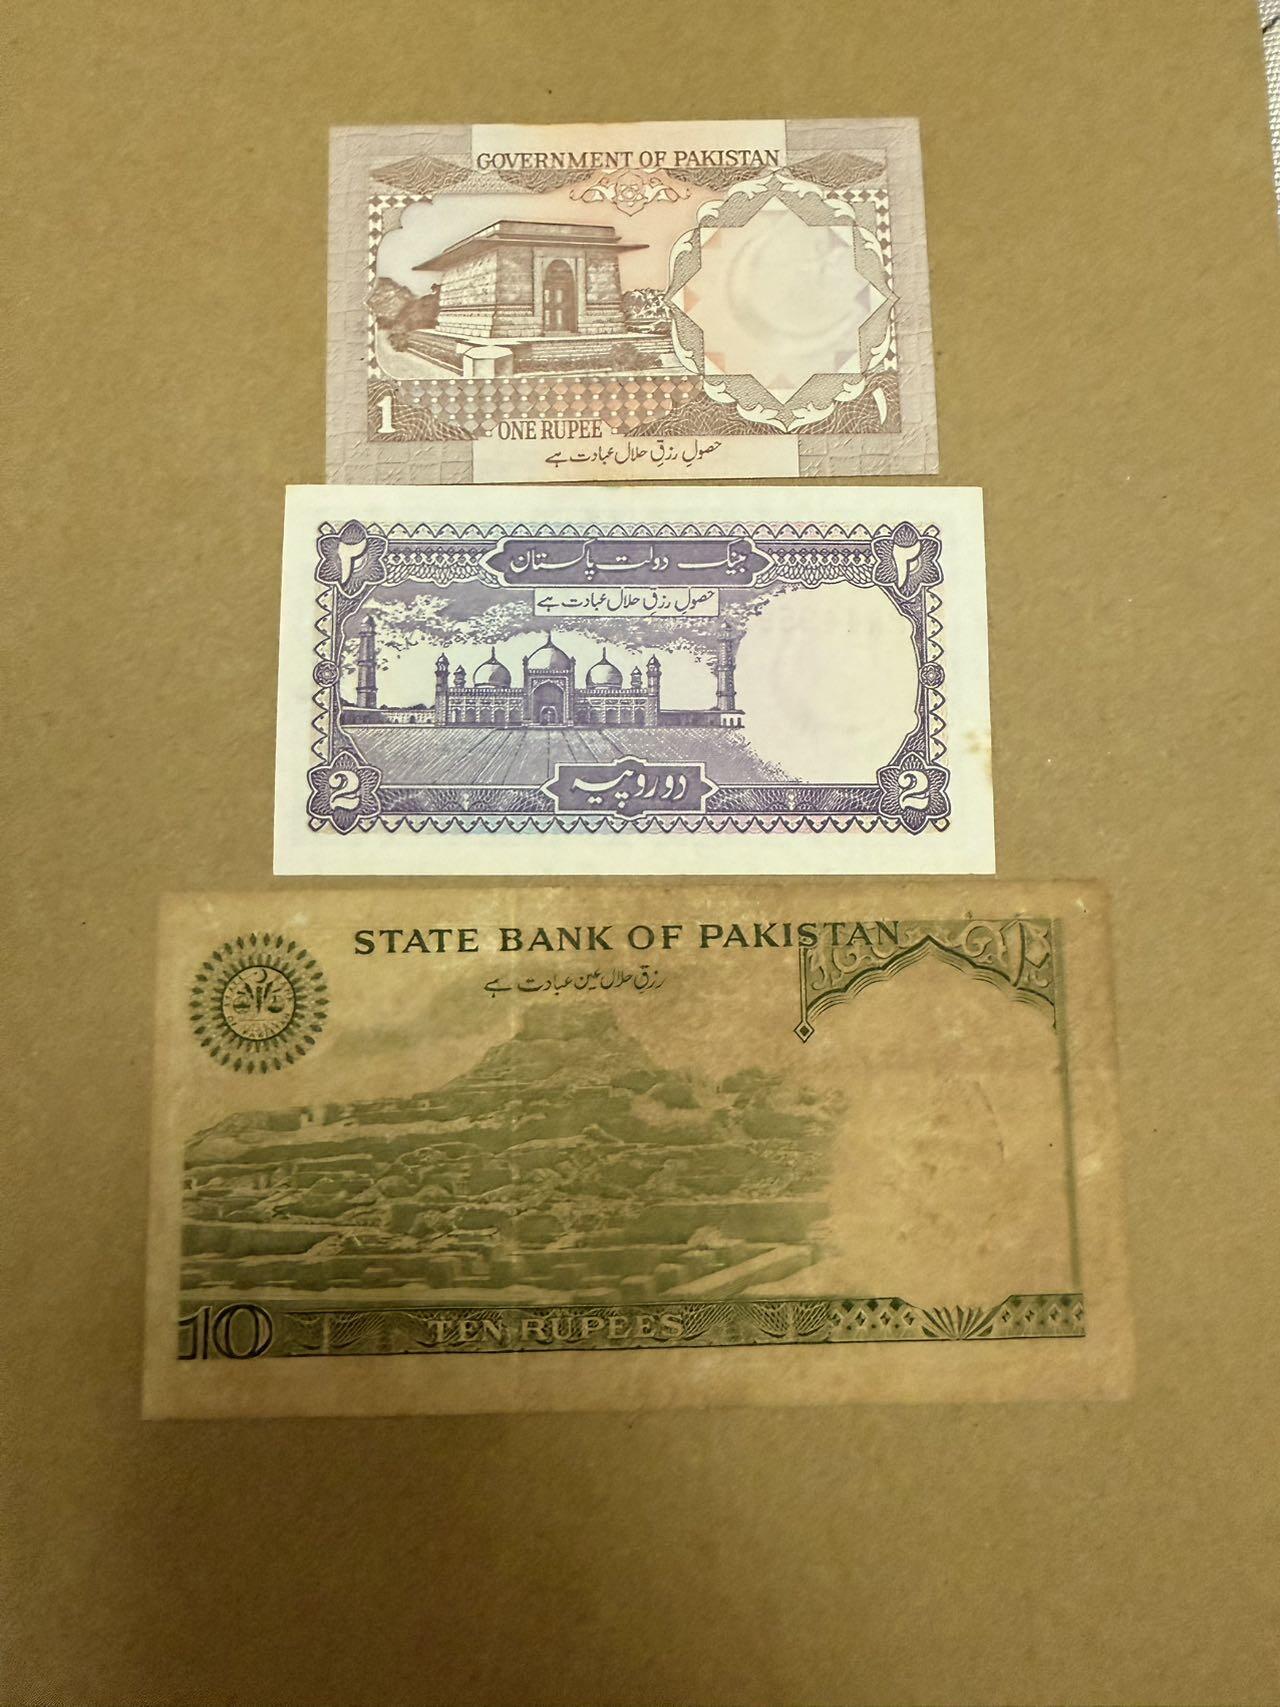 GOVERNMENT OF PAKISTAN
1
ONE RUPEE
۱
حصولِ رزقِ حلال عبادت ہے
۲
بینک دولت پاکستان
۲
حصولِ رزقِ حلال عبادت ہے
2
دو روپیہ
2
STATE BANK OF PAKISTAN
رزقِ حلال عین عبادت ہے
10
TEN RUPEES